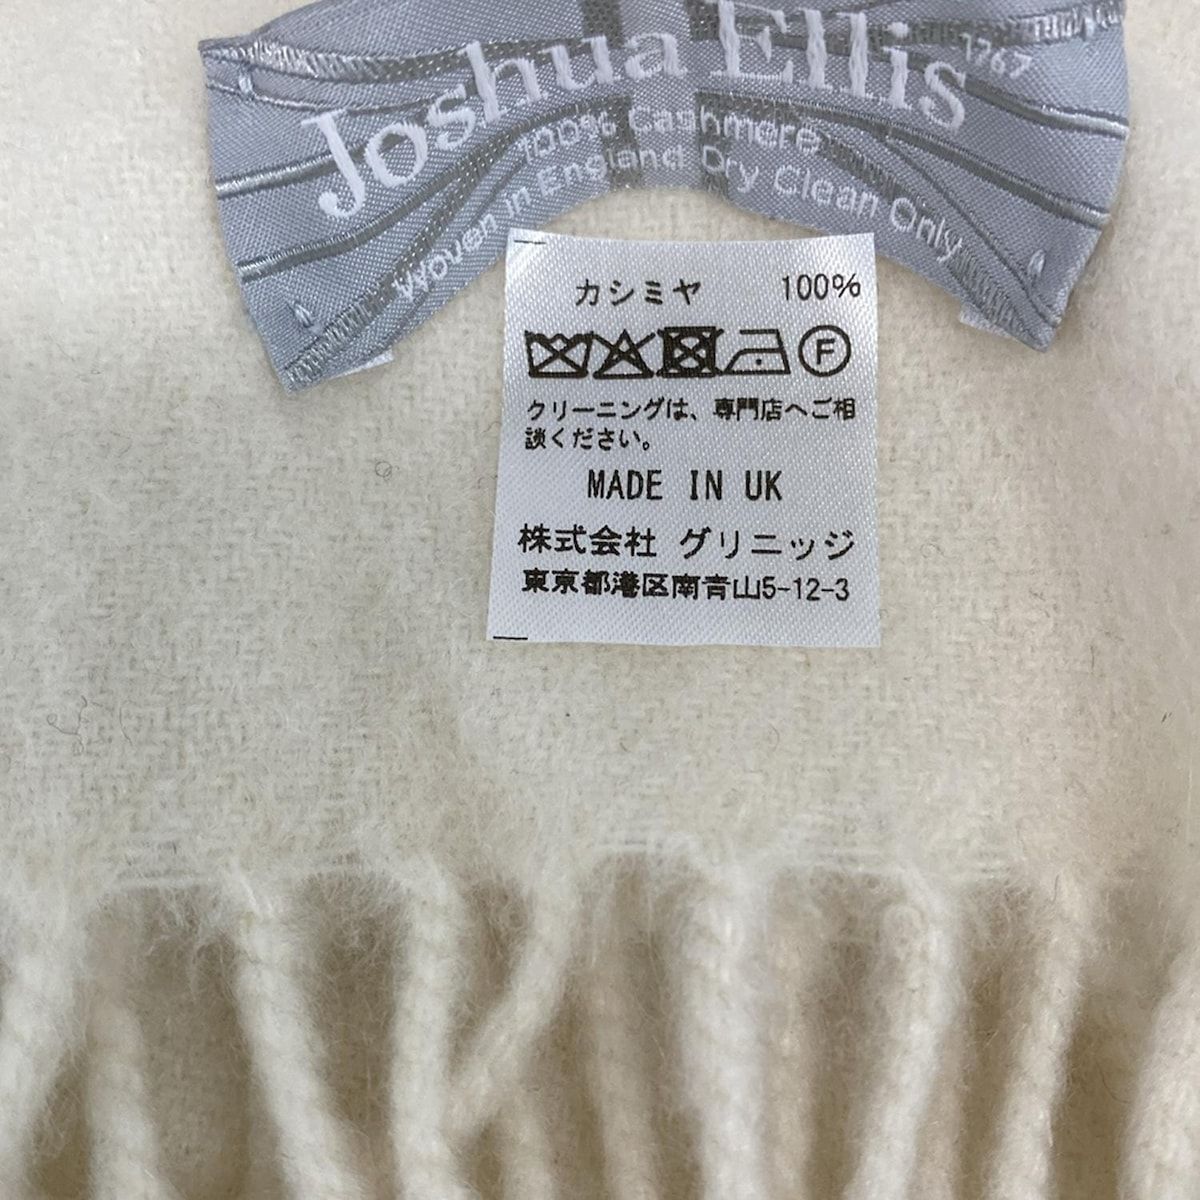 Joshua Ellis 1767
100% Cashmere
Woven in England Dry Clean Only
カシミヤ 100%
F
クリーニングは、専門店へご相
談ください。
MADE IN UK
株式会社 グリニッジ
東京都港区南青山5-12-3